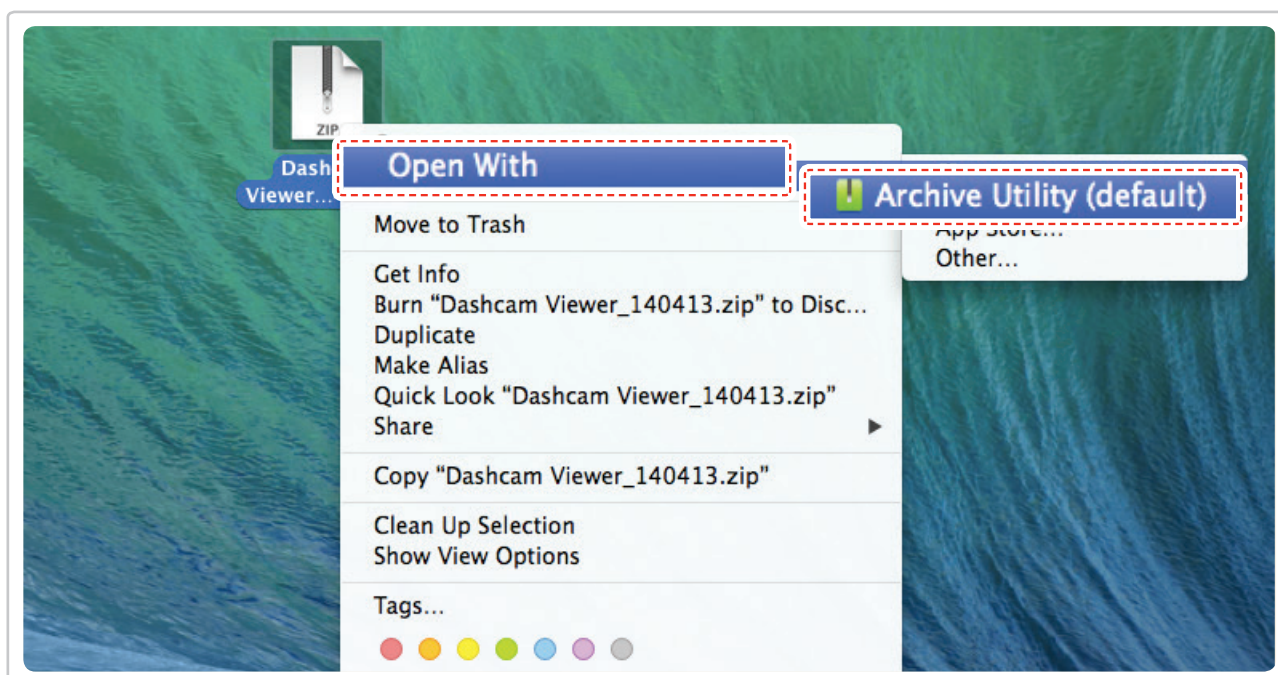 ZIP
Dash
Viewer...
Open With
Archive Utility (default)
App Store...
Other...
Move to Trash
Get Info
Burn “Dashcam Viewer_140413.zip” to Disc...
Duplicate
Make Alias
Quick Look “Dashcam Viewer_140413.zip”
Share
Copy “Dashcam Viewer_140413.zip”
Clean Up Selection
Show View Options
Tags...